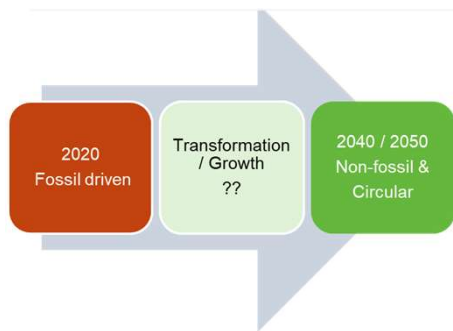 2020
Fossil driven
Transformation
/ Growth
??
2040 / 2050
Non-fossil &
Circular